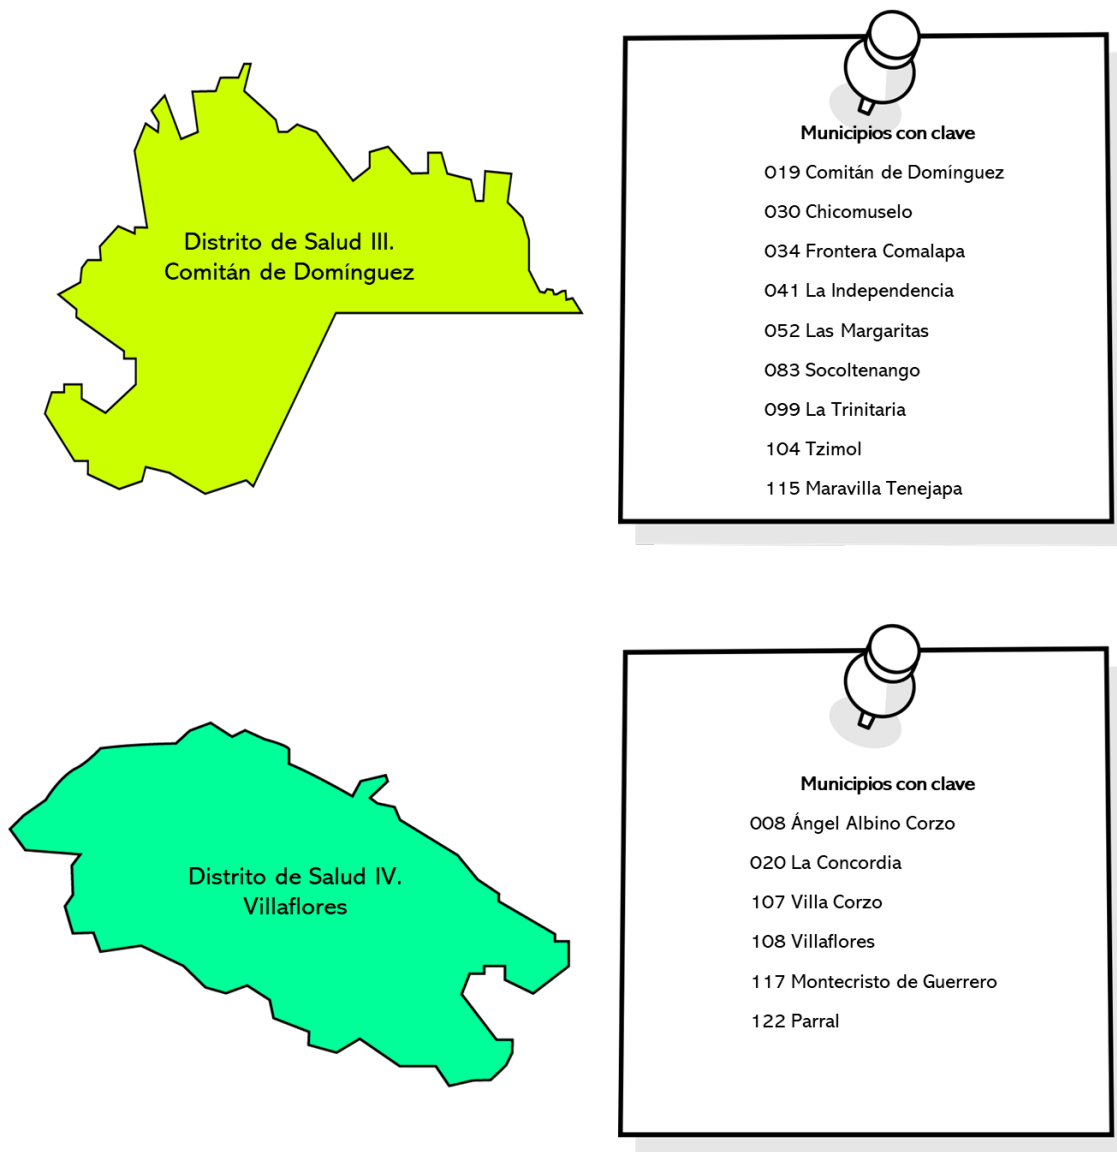 Distrito de Salud III.
Comitán de Domínguez
Municipios con clave
019 Comitán de Domínguez
030 Chicomuselo
034 Frontera Comalapa
041 La Independencia
052 Las Margaritas
083 Socoltenango
099 La Trinitaria
104 Tzimol
115 Maravilla Tenejapa
Distrito de Salud IV.
Villaflores
Municipios con clave
008 Ángel Albino Corzo
020 La Concordia
107 Villa Corzo
108 Villaflores
117 Montecristo de Guerrero
122 Parral